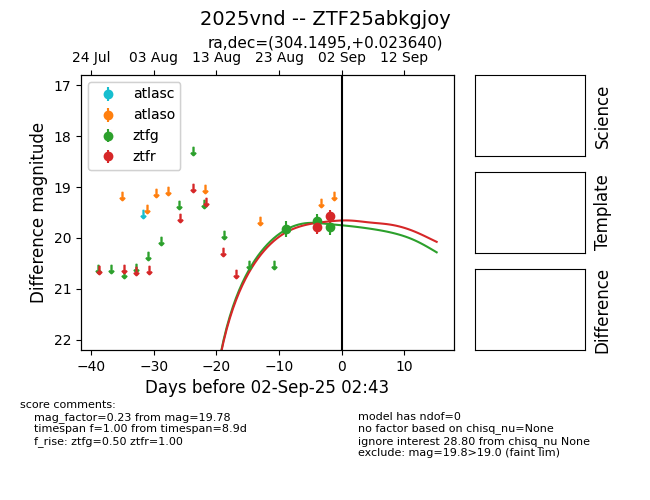 2025vnd -- ZTF25abkgjoy
ra,dec=(304.1495,+0.023640)
24 Jul 03 Aug 13 Aug 23 Aug 02 Sep 12 Sep
atlasc
atlaso
ztfg
ztfr
17
18
19
20
21
22
Difference magnitude
−40 −30 −20 −10 0 10
Days before 02-Sep-25 02:43
Science
Template
Difference
score comments:
mag_factor=0.23 from mag=19.78
timespan f=1.00 from timespan=8.9d
f_rise: ztfg=0.50 ztfr=1.00
model has ndof=0
no factor based on chisq_nu=None
ignore interest 28.80 from chisq_nu None
exclude: mag=19.8>19.0 (faint lim)